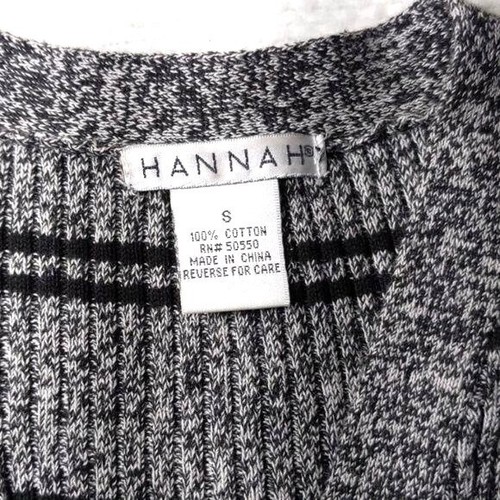 HANNAH®
S
100% COTTON
RN# 50550
MADE IN CHINA
REVERSE FOR CARE